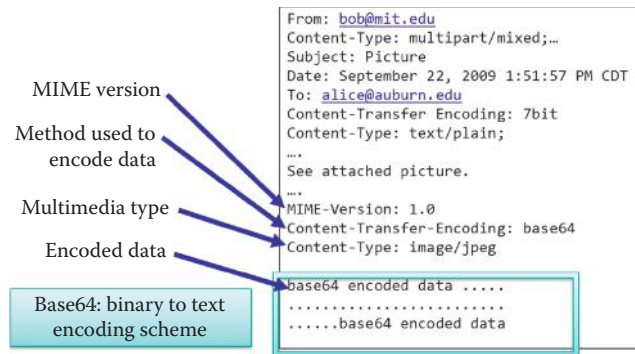 From: bob@mit.edu
Content-Type: multipart/mixed;…
Subject: Picture
Date: September 22, 2009 1:51:57 PM CDT
To: alice@auburn.edu
Content-Transfer Encoding: 7bit
Content-Type: text/plain;
….
See attached picture.
….
MIME-Version: 1.0
Content-Transfer-Encoding: base64
Content-Type: image/jpeg
base64 encoded data .....
.........................
......base64 encoded data
MIME version
Method used to
encode data
Multimedia type
Encoded data
Base64: binary to text
encoding scheme